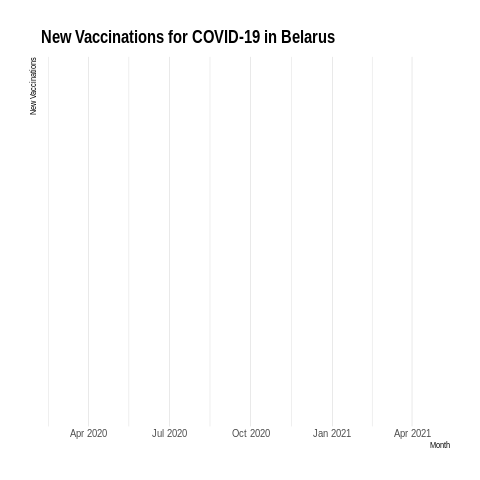 New Vaccinations for COVID-19 in Belarus
New Vaccinations
Apr 2020 Jul 2020 Oct 2020 Jan 2021 Apr 2021
Month